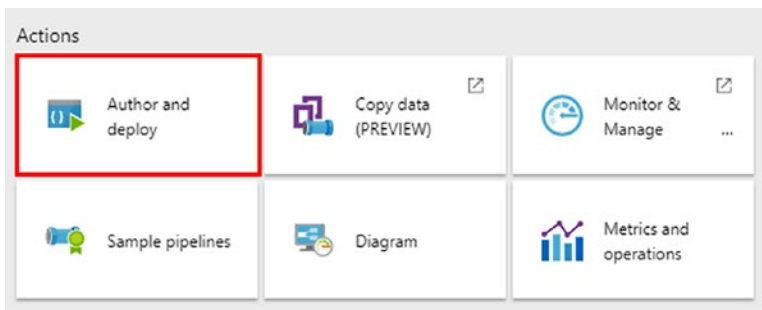 Actions
Author and
deploy
Copy data
(PREVIEW)
Monitor &
Manage
...
Sample pipelines
Diagram
Metrics and
operations